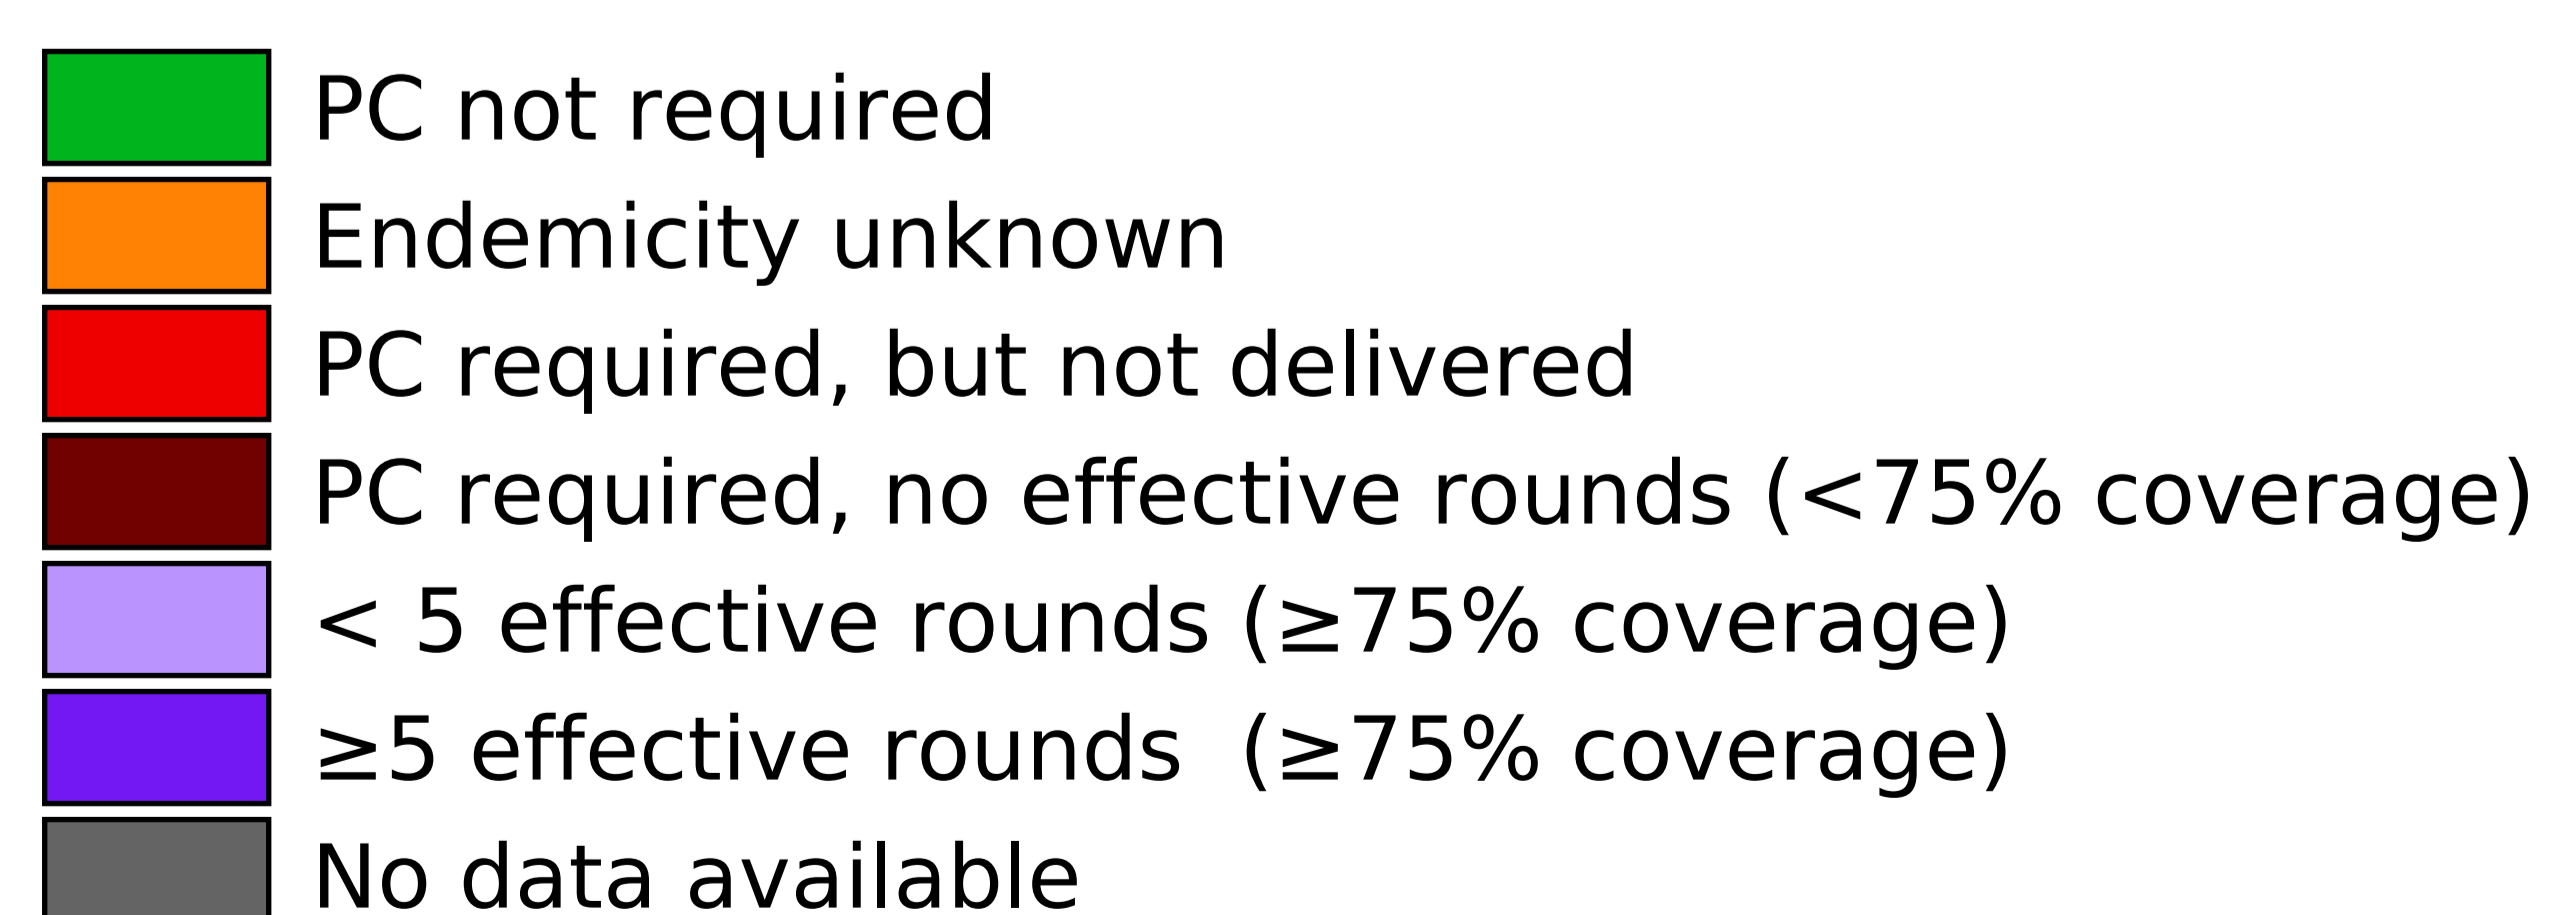 PC not required
Endemicity unknown
PC required, but not delivered
PC required, no effective rounds (<75% coverage)
< 5 effective rounds (≥75% coverage)
≥5 effective rounds  (≥75% coverage)
No data available